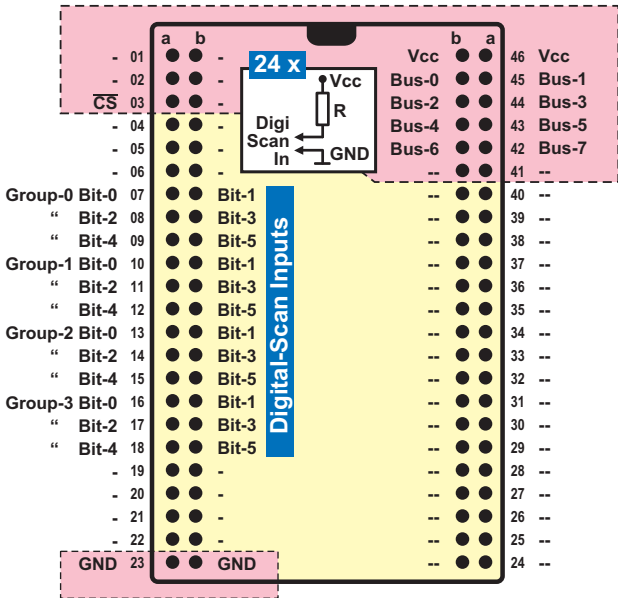 a b b a
- 01 - Vcc 46 Vcc
- 02 - Bus-0 45 Bus-1
CS 03 - Bus-2 44 Bus-3
- 04 - Bus-4 43 Bus-5
- 05 - Bus-6 42 Bus-7
- 06 - -- 41 --
Group-0 Bit-0 07 Bit-1 -- 40 --
“ Bit-2 08 Bit-3 -- 39 --
“ Bit-4 09 Bit-5 -- 38 --
Group-1 Bit-0 10 Bit-1 -- 37 --
“ Bit-2 11 Bit-3 -- 36 --
“ Bit-4 12 Bit-5 -- 35 --
Group-2 Bit-0 13 Bit-1 -- 34 --
“ Bit-2 14 Bit-3 -- 33 --
“ Bit-4 15 Bit-5 -- 32 --
Group-3 Bit-0 16 Bit-1 -- 31 --
“ Bit-2 17 Bit-3 -- 30 --
“ Bit-4 18 Bit-5 -- 29 --
- 19 - -- 28 --
- 20 - -- 27 --
- 21 - -- 26 --
- 22 - -- 25 --
GND 23 GND -- 24 --
24 x
Vcc
R
Digi
Scan
In
GND
Digital-Scan Inputs